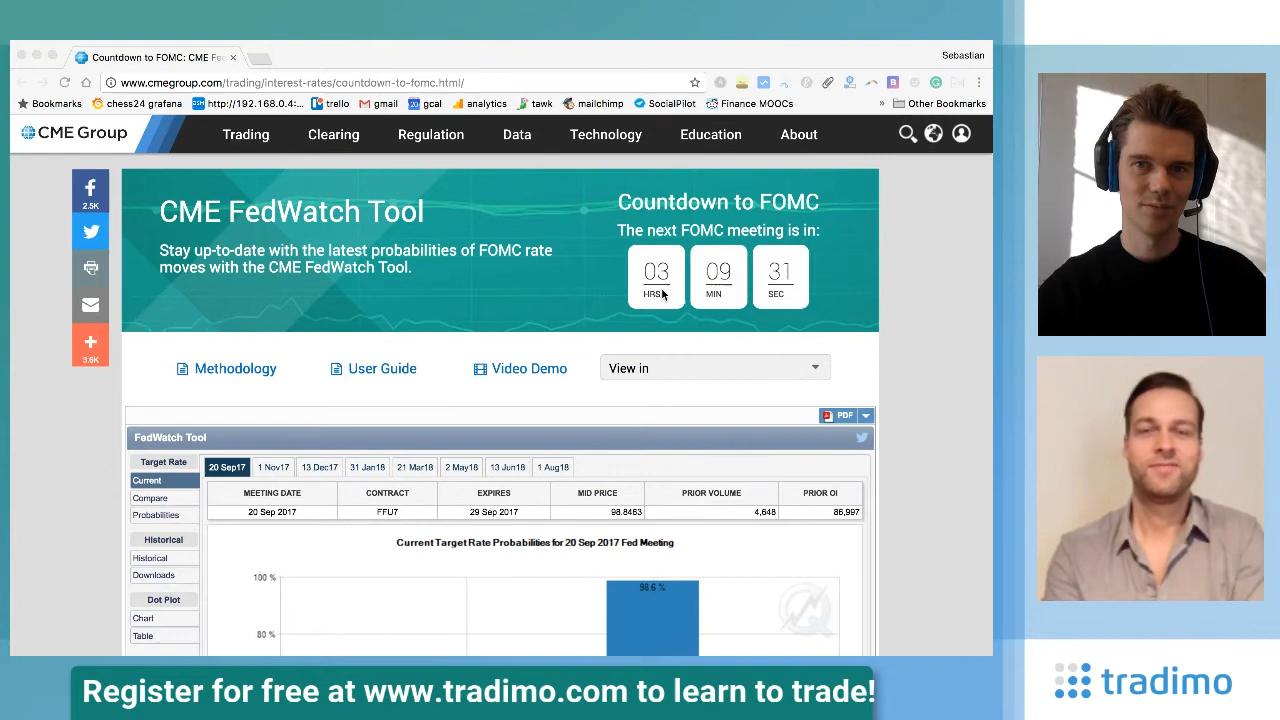 Countdown to FOMC: CME Fe
Sebastian
www.cmegroup.com/trading/interest-rates/countdown-to-fomc.html/
Bookmarks chess24 grafana http://192.168.0.4:... trello gmail gcal analytics tawk mailchimp SocialPilot Finance MOOCs » Other Bookmarks
CME Group Trading Clearing Regulation Data Technology Education About
2.5K
3.6K
CME FedWatch Tool
Stay up-to-date with the latest probabilities of FOMC rate
moves with the CME FedWatch Tool.
Countdown to FOMC
The next FOMC meeting is in:
03 09 31
HRS MIN SEC
Methodology User Guide Video Demo View in
PDF
FedWatch Tool
Target Rate
Current
Compare
Probabilities
Historical
Historical
Downloads
Dot Plot
Chart
Table
20 Sep17 1 Nov17 13 Dec17 31 Jan18 21 Mar18 2 May18 13 Jun18 1 Aug18
MEETING DATE CONTRACT EXPIRES MID PRICE PRIOR VOLUME PRIOR OI
20 Sep 2017 FFU7 29 Sep 2017 98.8463 4,648 86,997
Current Target Rate Probabilities for 20 Sep 2017 Fed Meeting
100 %
98.6 %
80 %
Register for free at www.tradimo.com to learn to trade!
tradimo